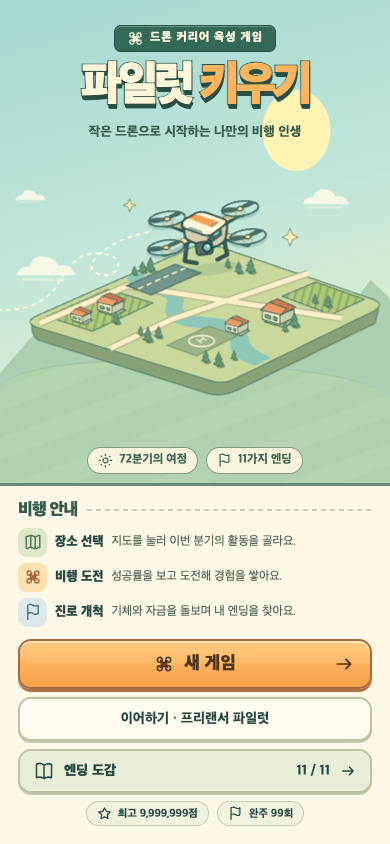 드론 커리어 육성 게임
파일럿 키우기
작은 드론으로 시작하는 나만의 비행 인생
H
72분기의 여정
11가지 엔딩
비행 안내
장소 선택 지도를 눌러 이번 분기의 활동을 골라요.
비행 도전 성공률을 보고 도전해 경험을 쌓아요.
진로 개척 기체와 자금을 돌보며 내 엔딩을 찾아요.
새 게임
이어하기 · 프리랜서 파일럿
엔딩 도감 11 / 11
최고 9,999,999점
완주 99회